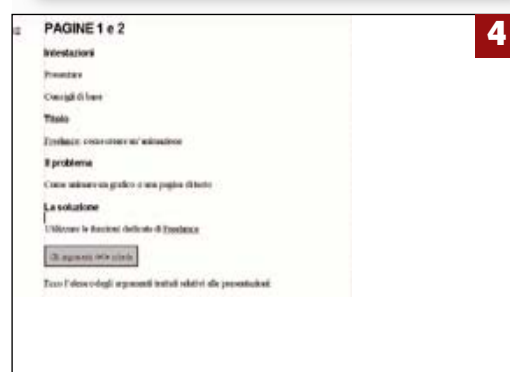 4
PAGINE 1 e 2
Intestazioni
Presentare
Consigli di base
Titolo
Freelance: come creare un'animazione
Il problema
Come animare un grafico o una pagina di testo
La soluzione
Utilizzare le funzioni dedicate di Freelance
Gli argomenti della scheda
Ecco l'elenco degli argomenti trattati relativi alle presentazioni